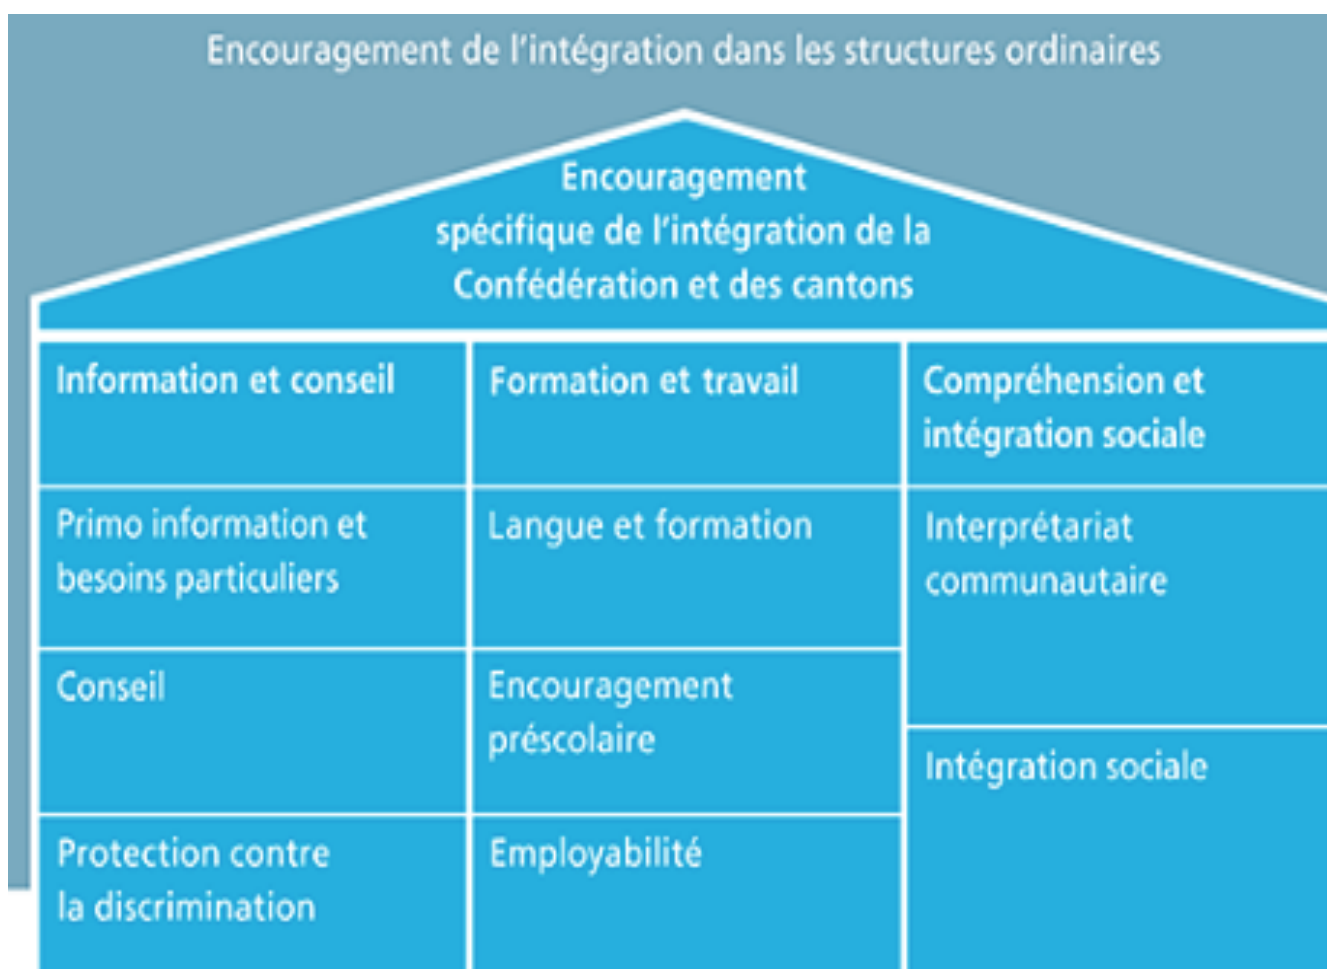 Encouragement de l’intégration dans les structures ordinaires
Encouragement
spécifique de l’intégration de la
Confédération et des cantons
Information et conseil
Primo information et
besoins particuliers
Conseil
Protection contre
la discrimination
Formation et travail
Langue et formation
Encouragement
préscolaire
Employabilité
Compréhension et
intégration sociale
Interprétariat
communautaire
Intégration sociale